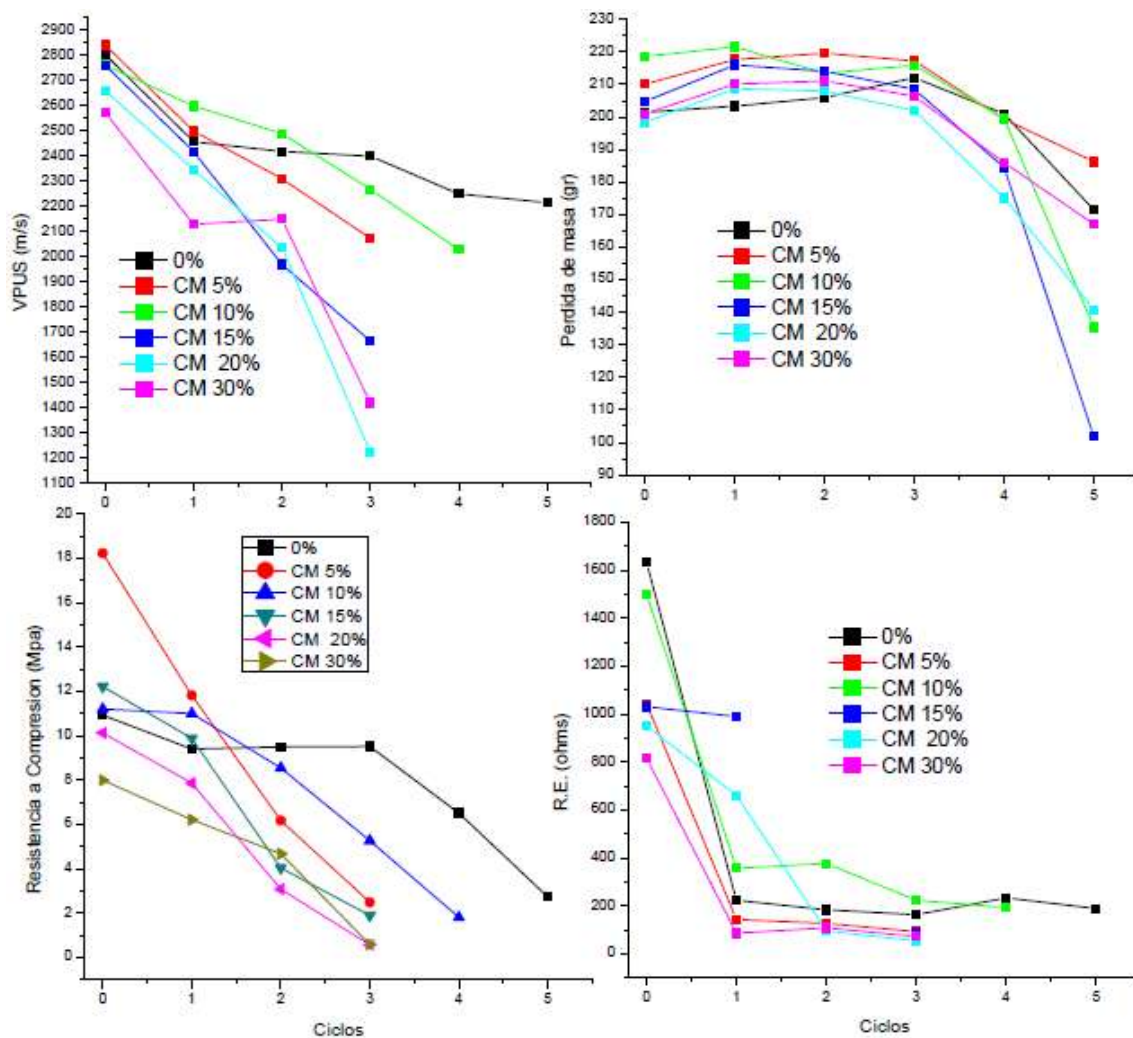 VPUS (m/s)
2900
2800
2700
2600
2500
2400
2300
2200
2100
2000
1900
1800
1700
1600
1500
1400
1300
1200
1100
0%
CM 5%
CM 10%
CM 15%
CM 20%
CM 30%
0 1 2 3 4 5
Perdida de masa (gr)
230
220
210
200
190
180
170
160
150
140
130
120
110
100
90
0%
CM 5%
CM 10%
CM 15%
CM 20%
CM 30%
0 1 2 3 4 5
Resistencia a Compresion (Mpa)
20
18
16
14
12
10
8
6
4
2
0
0%
CM 5%
CM 10%
CM 15%
CM 20%
CM 30%
0 1 2 3 4 5
Ciclos
R.E. (ohms)
1800
1600
1400
1200
1000
800
600
400
200
0
0%
CM 5%
CM 10%
CM 15%
CM 20%
CM 30%
0 1 2 3 4 5
Ciclos